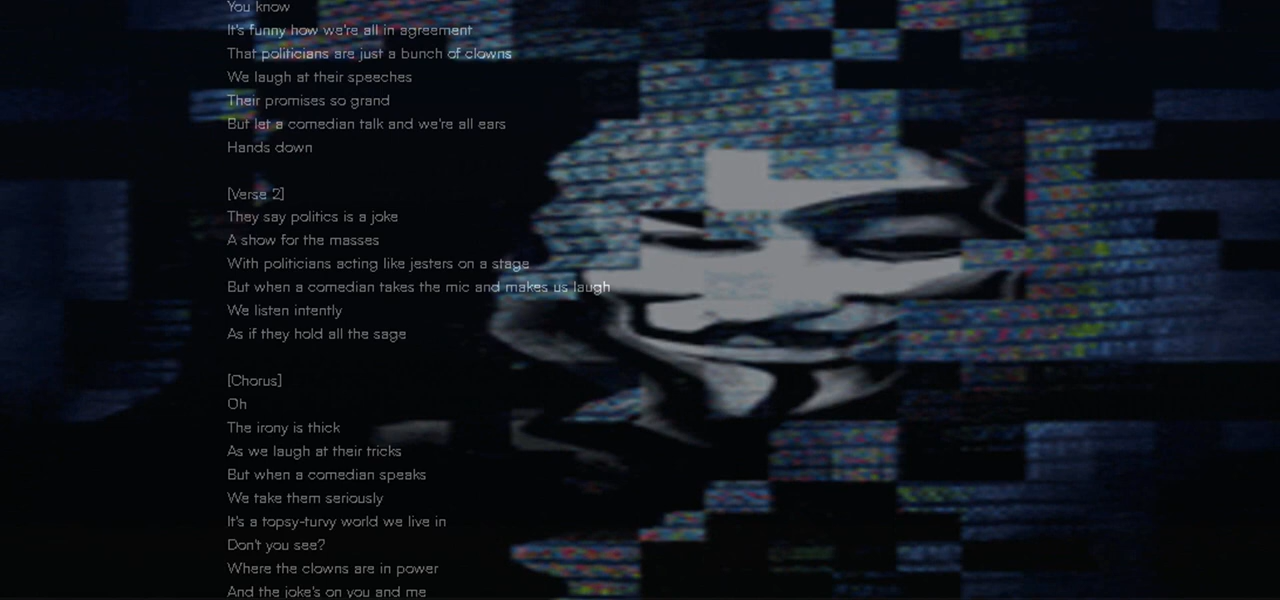 You know
It's funny how we're all in agreement
That politicians are just a bunch of clowns
We laugh at their speeches
Their promises so grand
But let a comedian talk and we're all ears
Hands down
[Verse 2]
They say politics is a joke
A show for the masses
With politicians acting like jesters on a stage
But when a comedian takes the mic and makes us laugh
We listen intently
As if they hold all the sage
[Chorus]
Oh
The irony is thick
As we laugh at their tricks
But when a comedian speaks
We take them seriously
It's a topsy-turvy world we live in
Don't you see?
Where the clowns are in power
And the joke's on you and me